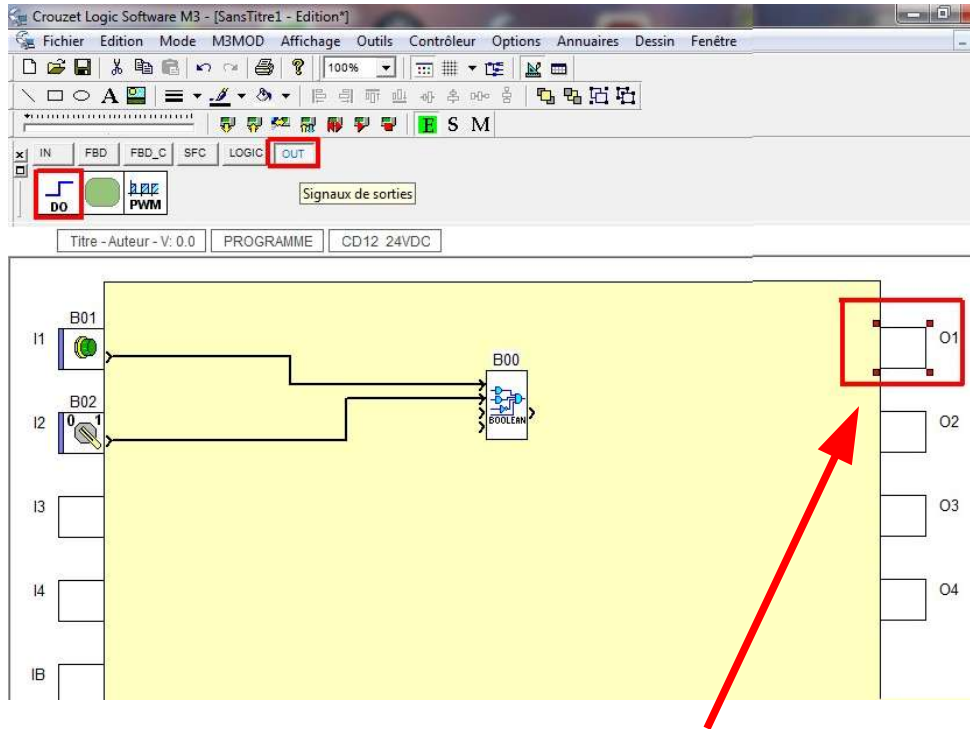 Crouzet Logic Software M3 - [SansTitre1 - Edition*]
Fichier Edition Mode M3MOD Affichage Outils Contrôleur Options Annuaires Dessin Fenêtre
100%
A
E S M
IN FBD FBD_C SFC LOGIC OUT
DO PWM
Signaux de sorties
Titre - Auteur - V: 0.0 PROGRAMME CD12 24VDC
B01
I1 O1
B00
BOOLEAN
B02
I2 0 1 O2
I3 O3
I4 O4
IB